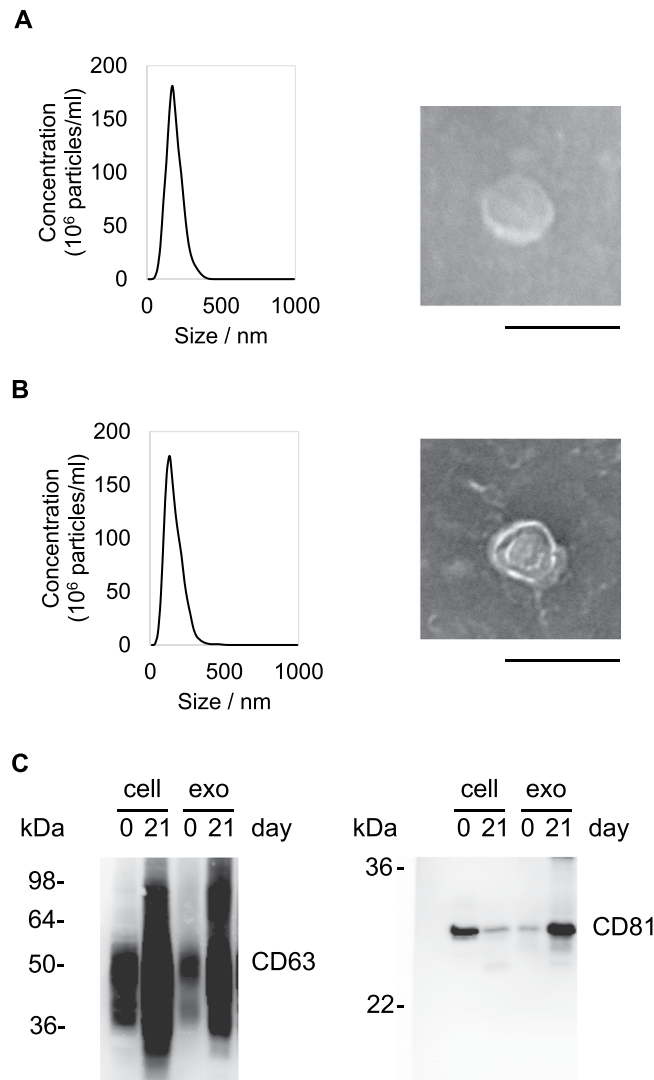 A
Concentration
(10⁶ particles/ml)
200
150
100
50
0
0 500 1000
Size / nm
B
Concentration
(10⁶ particles/ml)
200
150
100
50
0
0 500 1000
Size / nm
C
cell exo
kDa 0 21 0 21 day
98-
64-
50-
36-
CD63
cell exo
kDa 0 21 0 21 day
36-
22-
CD81